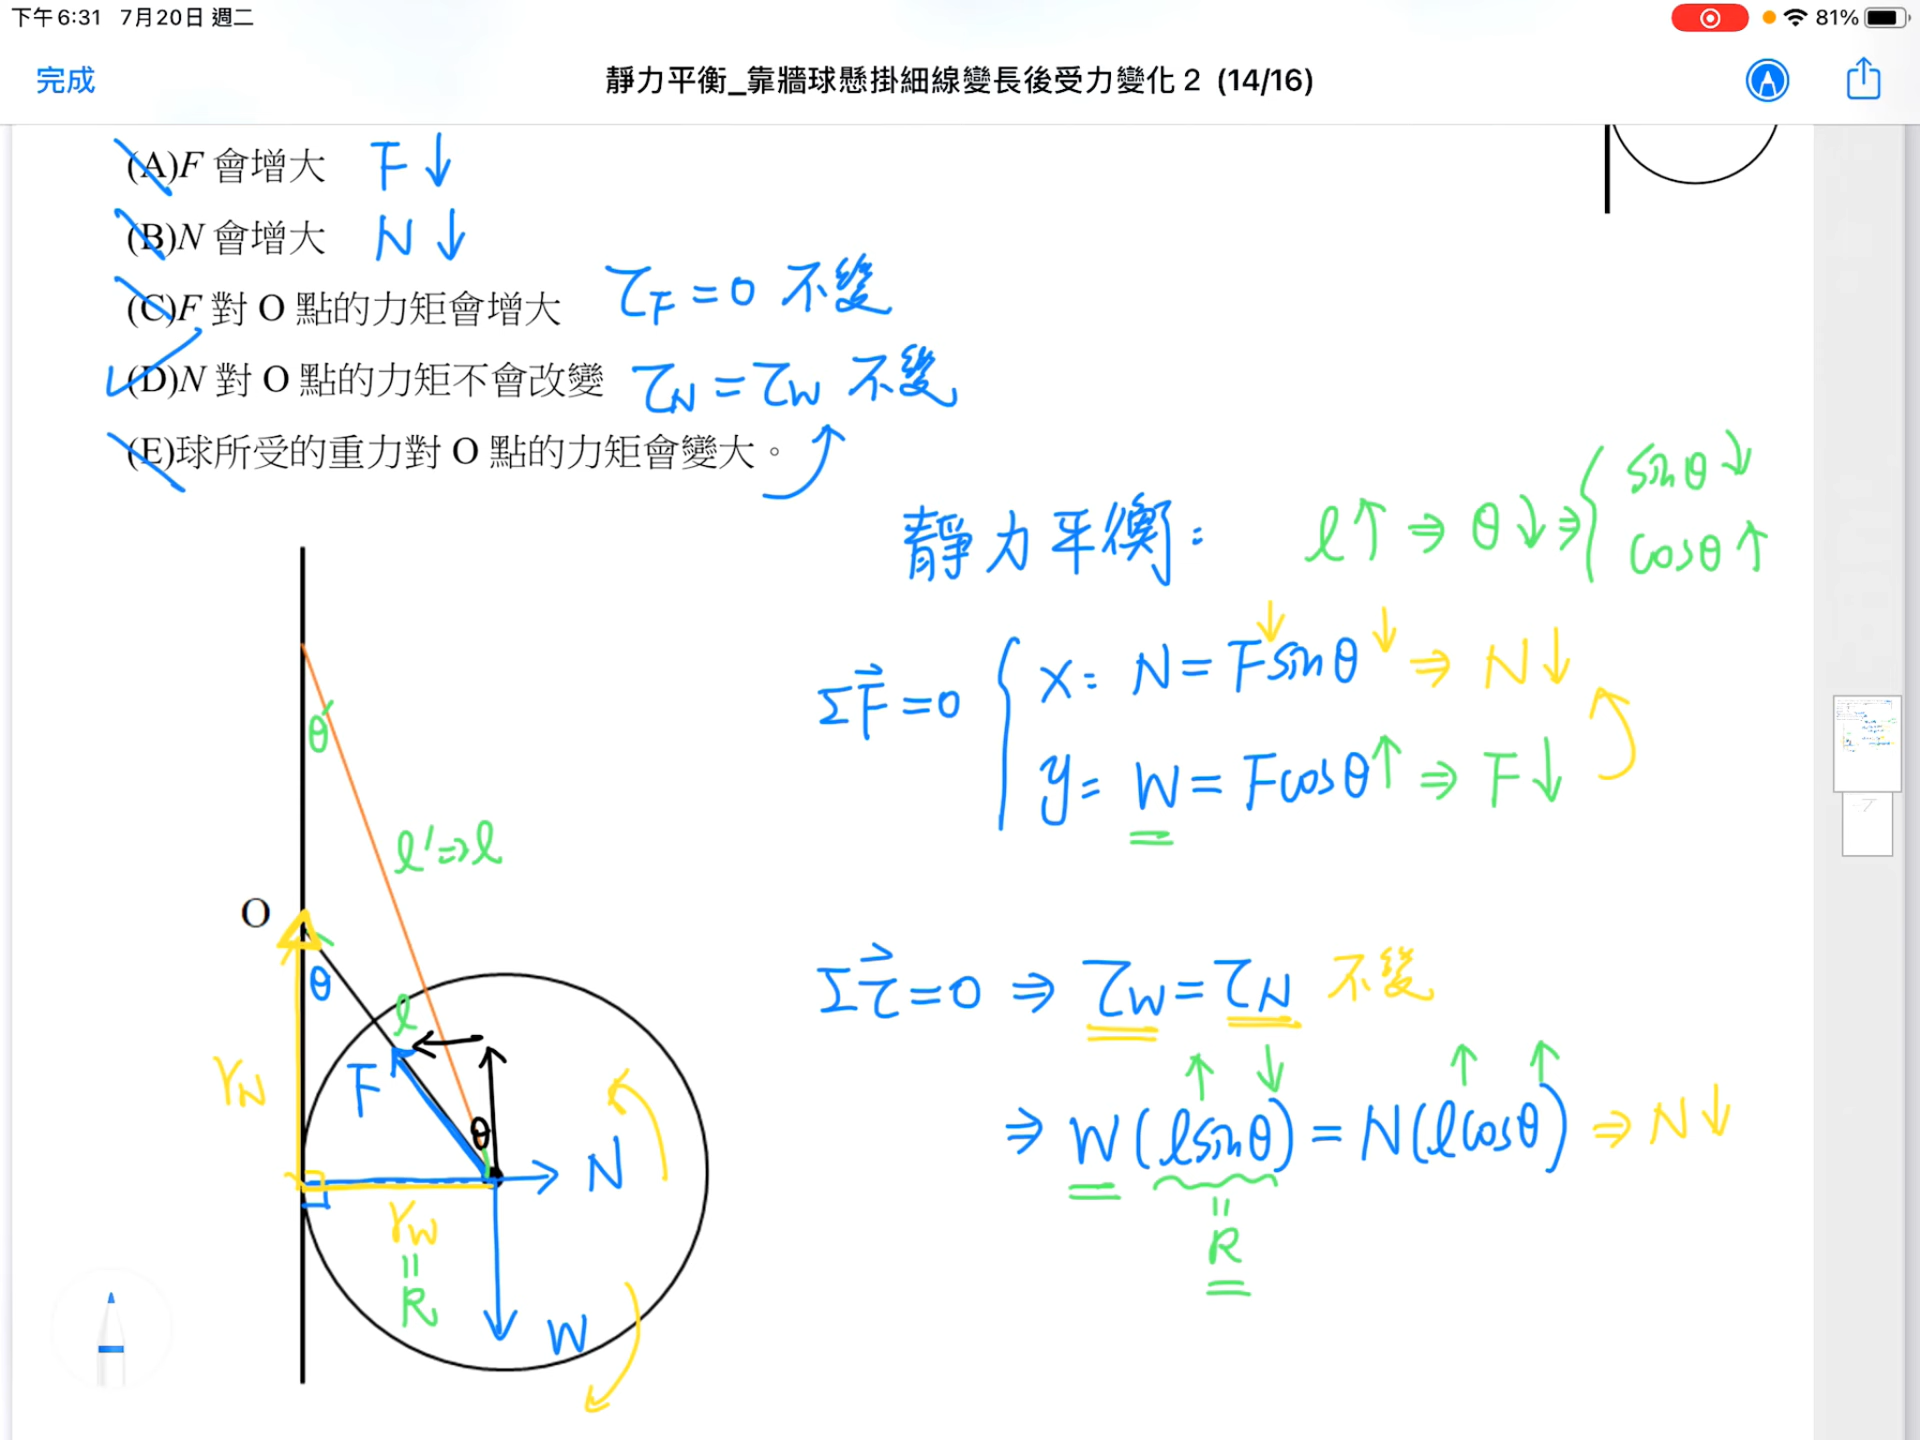 下午6:31 7月20日 週二
81%
完成
靜力平衡_靠牆球懸掛細線變長後受力變化 2 (14/16)
(A)F 會增大 F↓
(B)N 會增大 N↓
(C)F 對 O 點的力矩會增大 τF = 0 不變
(D)N 對 O 點的力矩不會改變 τN = τW 不變
(E)球所受的重力對 O 點的力矩會變大。
靜力平衡: ℓ↑ ⇒ θ↓ ⇒ { sinθ↓
cosθ↑
ΣF⃗ = 0 { x: N = F↓sinθ↓ ⇒ N↓
y: W = Fcosθ↑ ⇒ F↓
θ'
ℓ' ⇒ ℓ
O
θ
ℓ
F
rN
θ
N
rW
=
R
W
Στ⃗ = 0 ⇒ τW = τN 不變
↑ ↓ ↑ ↑
⇒ W(ℓsinθ) = N(ℓcosθ) ⇒ N↓
=
R